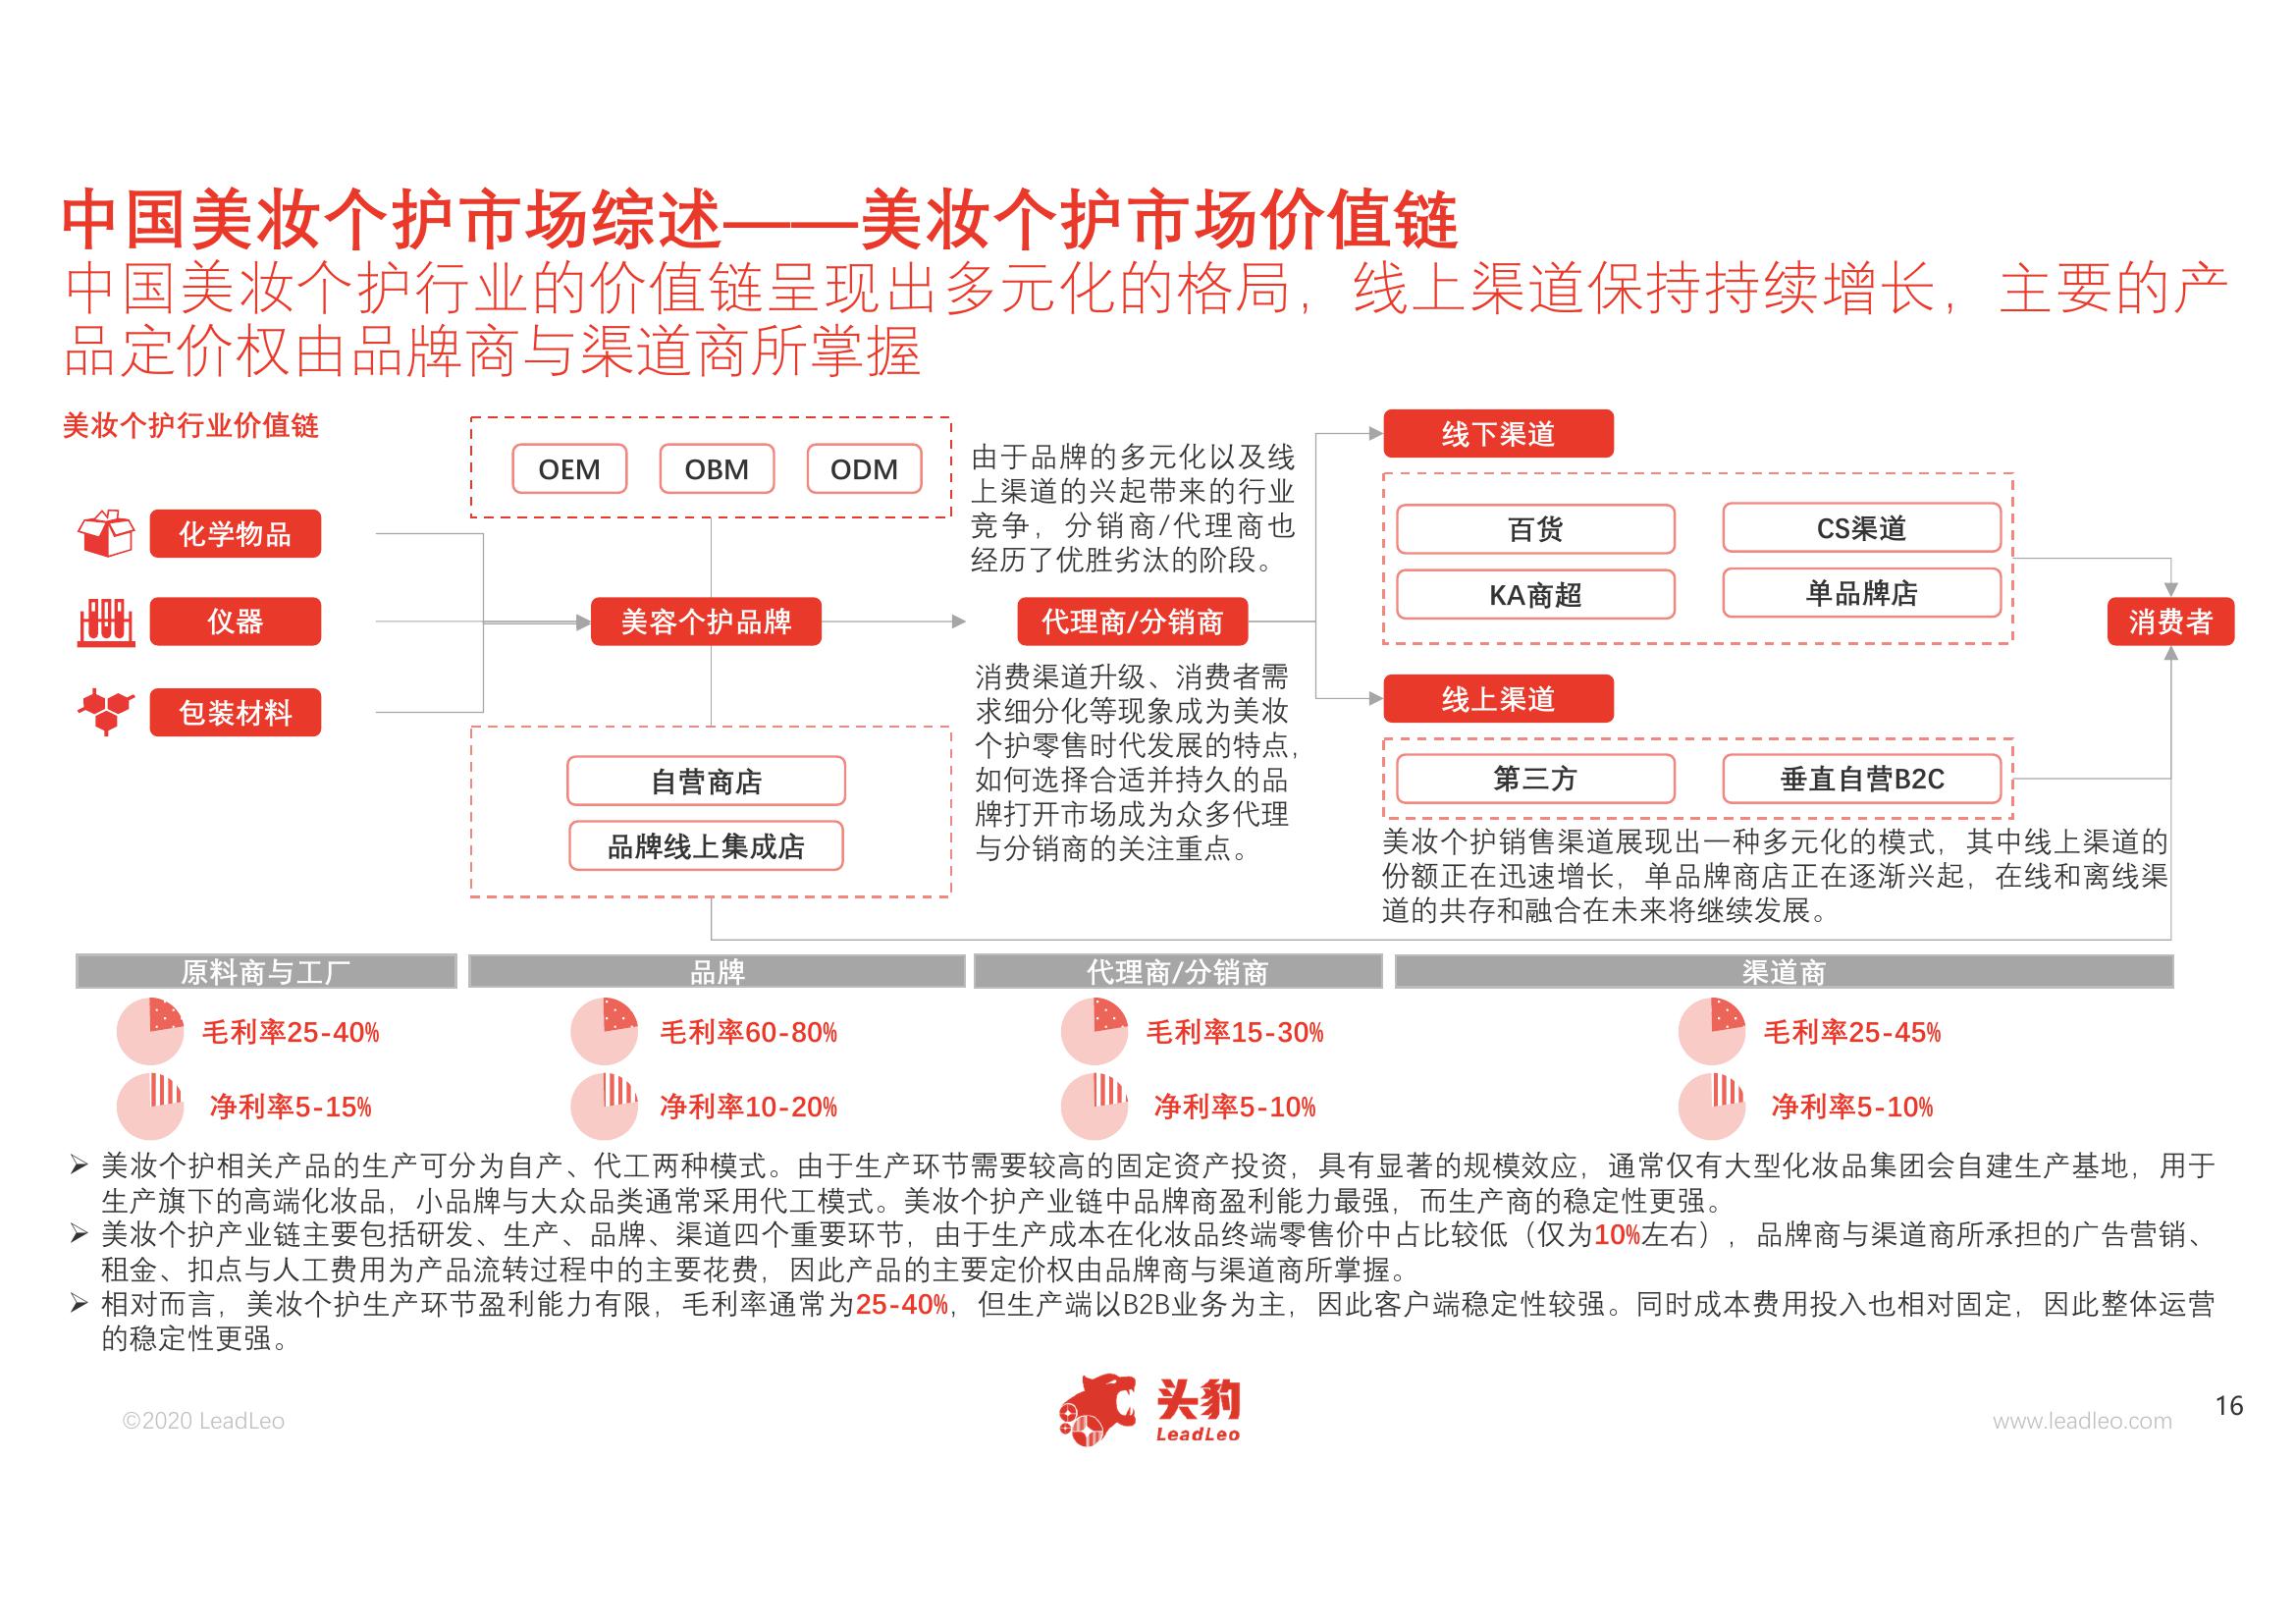 中国美妆个护市场综述——美妆个护市场价值链
中国美妆个护行业的价值链呈现出多元化的格局，线上渠道保持持续增长，主要的产
品定价权由品牌商与渠道商所掌握
美妆个护行业价值链
化学物品
仪器
包装材料
OEM
OBM
ODM
美容个护品牌
自营商店
品牌线上集成店
由于品牌的多元化以及线
上渠道的兴起带来的行业
竞争，分销商/代理商也
经历了优胜劣汰的阶段。
代理商/分销商
消费渠道升级、消费者需
求细分化等现象成为美妆
个护零售时代发展的特点，
如何选择合适并持久的品
牌打开市场成为众多代理
与分销商的关注重点。
线下渠道
百货
CS渠道
KA商超
单品牌店
线上渠道
第三方
垂直自营B2C
消费者
美妆个护销售渠道展现出一种多元化的模式，其中线上渠道的
份额正在迅速增长，单品牌商店正在逐渐兴起，在线和离线渠
道的共存和融合在未来将继续发展。
原料商与工厂
毛利率25-40%
净利率5-15%
品牌
毛利率60-80%
净利率10-20%
代理商/分销商
毛利率15-30%
净利率5-10%
渠道商
毛利率25-45%
净利率5-10%
➢ 美妆个护相关产品的生产可分为自产、代工两种模式。由于生产环节需要较高的固定资产投资，具有显著的规模效应，通常仅有大型化妆品集团会自建生产基地，用于
生产旗下的高端化妆品，小品牌与大众品类通常采用代工模式。美妆个护产业链中品牌商盈利能力最强，而生产商的稳定性更强。
➢ 美妆个护产业链主要包括研发、生产、品牌、渠道四个重要环节，由于生产成本在化妆品终端零售价中占比较低（仅为10%左右），品牌商与渠道商所承担的广告营销、
租金、扣点与人工费用为产品流转过程中的主要花费，因此产品的主要定价权由品牌商与渠道商所掌握。
➢ 相对而言，美妆个护生产环节盈利能力有限，毛利率通常为25-40%，但生产端以B2B业务为主，因此客户端稳定性较强。同时成本费用投入也相对固定，因此整体运营
的稳定性更强。
©2020 LeadLeo
头豹
LeadLeo
www.leadleo.com
16